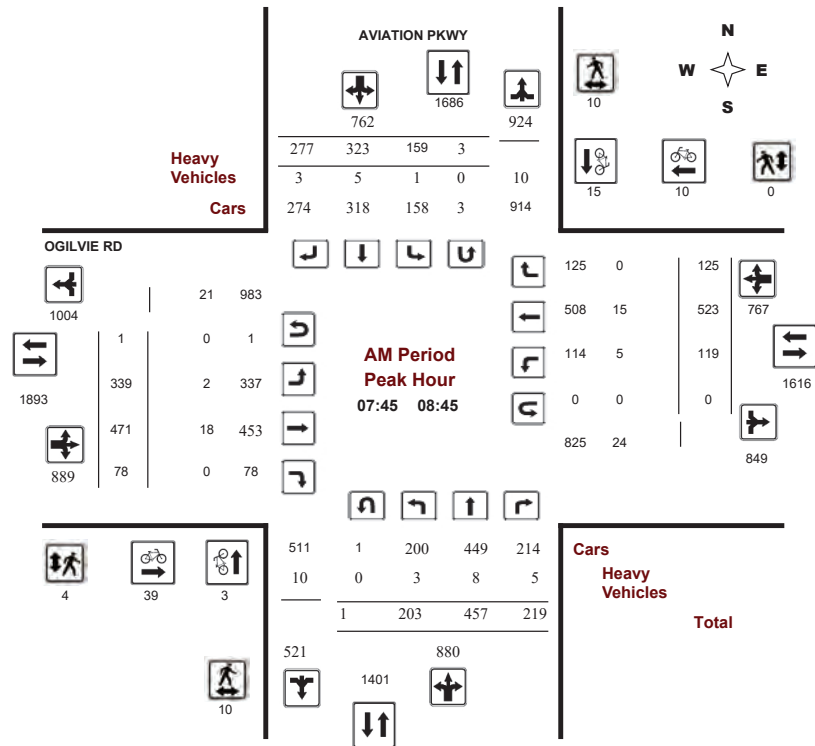 N
AVIATION PKWY
W E
S
1686
10
762 924
277 323 159 3
Heavy
Vehicles
3 5 1 0 10
Cars 274 318 158 3 914
15 10 0
OGILVIE RD
1004
21 983
125 0 125
767
1 0 1
508 15 523
1893
339 2 337
AM Period
Peak Hour
07:45 08:45
114 5 119
1616
0 0 0
471 18 453
889
78 0 78
825 24
849
511 1 200 449 214 Cars
10 0 3 8 5 Heavy
Vehicles
4 39 3
1 203 457 219 Total
521 880
1401
10